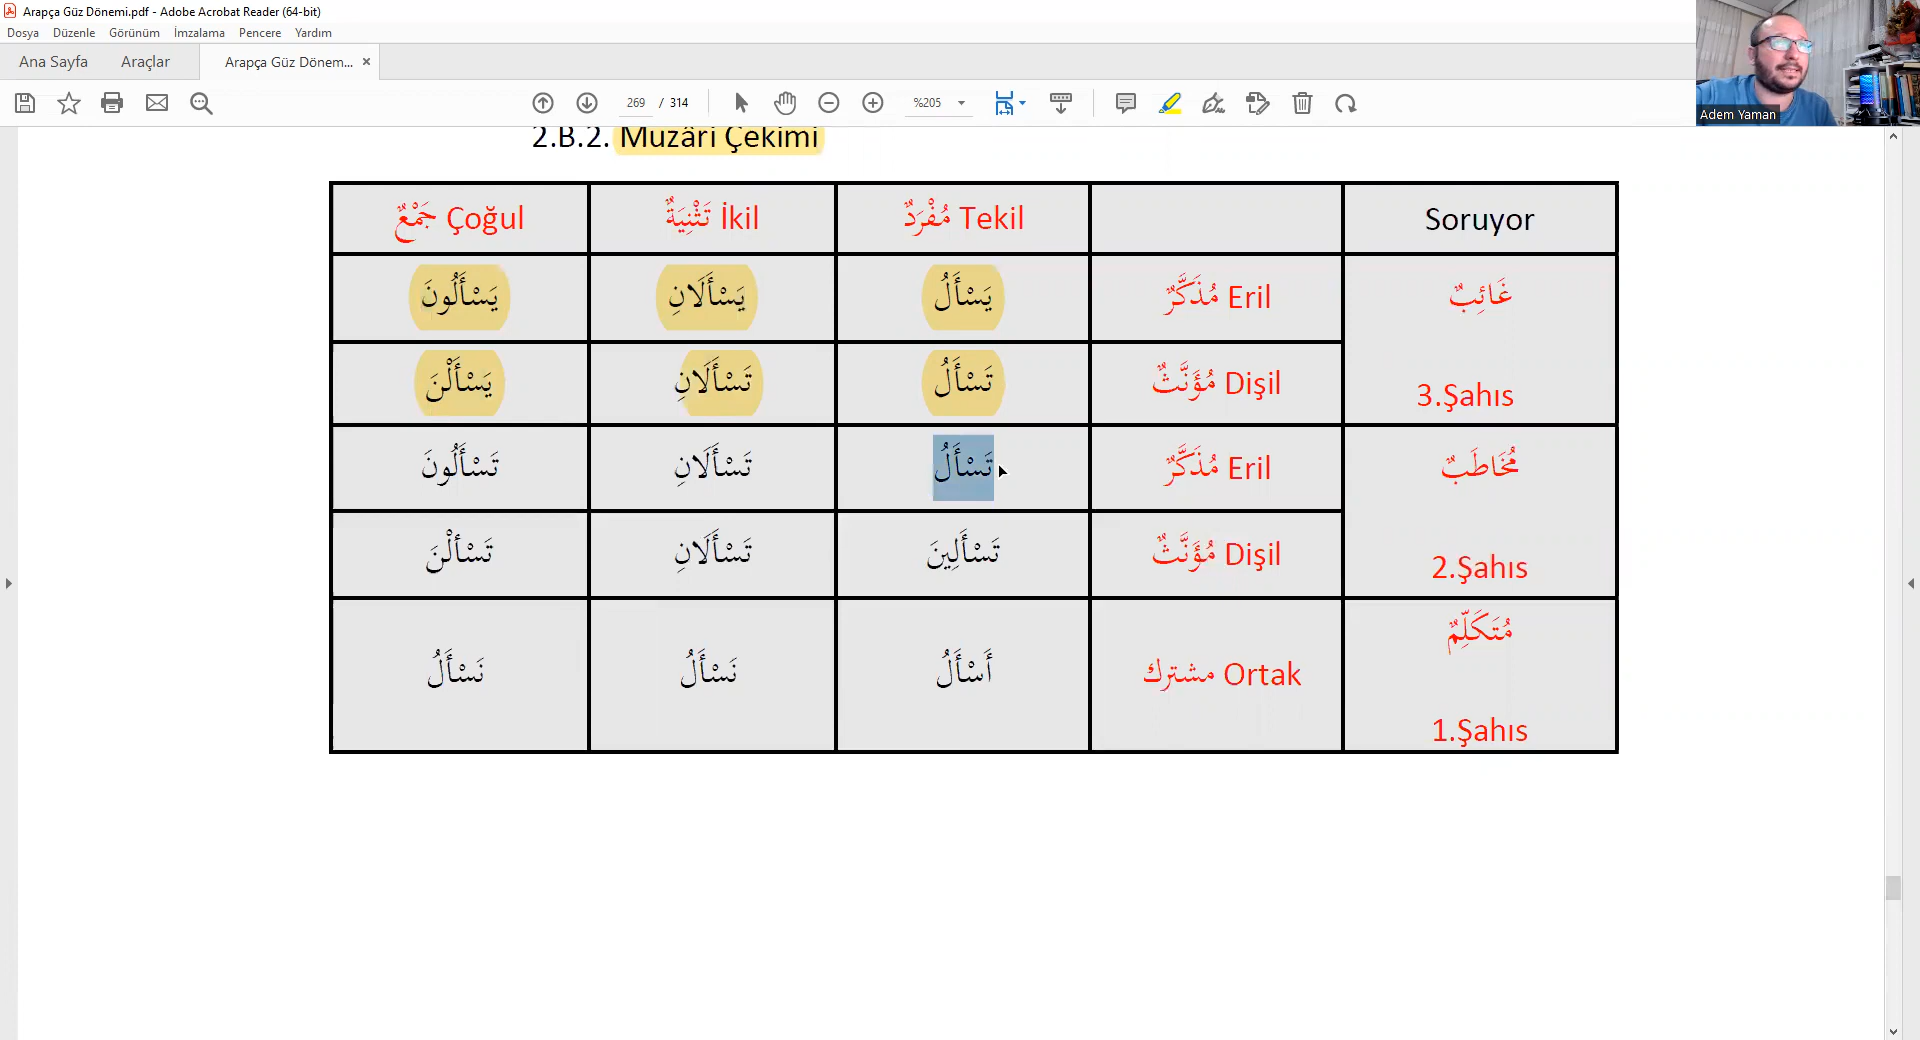 Arapça Güz Dönemi.pdf - Adobe Acrobat Reader (64-bit)
Dosya Düzenle Görünüm İmzalama Pencere Yardım
Ana Sayfa Araçlar Arapça Güz Dönem... ×
269 / 314 %205
Adem Yaman
2.B.2. Muzâri Çekimi
Çoğul جَمْعٌ İkil تَثْنِيَةٌ Tekil مُفْرَدٌ Soruyor
يَسْأَلُونَ يَسْأَلَانِ يَسْأَلُ Eril مُذَكَّرٌ غَائِبٌ
يَسْأَلْنَ تَسْأَلَانِ تَسْأَلُ Dişil مُؤَنَّثٌ 3.Şahıs
تَسْأَلُونَ تَسْأَلَانِ تَسْأَلُ Eril مُذَكَّرٌ مُخَاطَبٌ
تَسْألْنَ تَسْأَلَانِ تَسْأَلِينَ Dişil مُؤَنَّثٌ 2.Şahıs
مُتَكَلِّمٌ
نَسْأَلُ نَسْأَلُ أَسْأَلُ Ortak مشترك
1.Şahıs